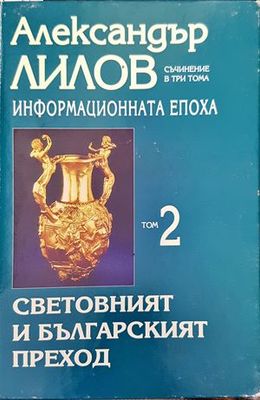 Александър
ЛИЛОВ
СЪЧИНЕНИЕ
В ТРИ ТОМА
ИНФОРМАЦИОННАТА ЕПОХА
ТОМ 2
СВЕТОВНИЯТ
И БЪЛГАРСКИЯТ
ПРЕХОД